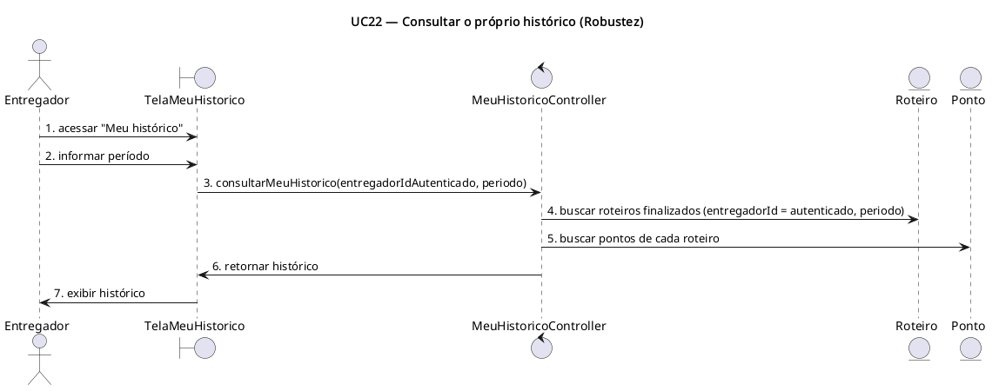 UC22 — Consultar o próprio histórico (Robustez)
Entregador
TelaMeuHistorico
MeuHistoricoController
Roteiro
Ponto
1. acessar "Meu histórico"
2. informar período
3. consultarMeuHistorico(entregadorIdAutenticado, periodo)
4. buscar roteiros finalizados (entregadorId = autenticado, periodo)
5. buscar pontos de cada roteiro
6. retornar histórico
7. exibir histórico
Entregador
TelaMeuHistorico
MeuHistoricoController
Roteiro
Ponto